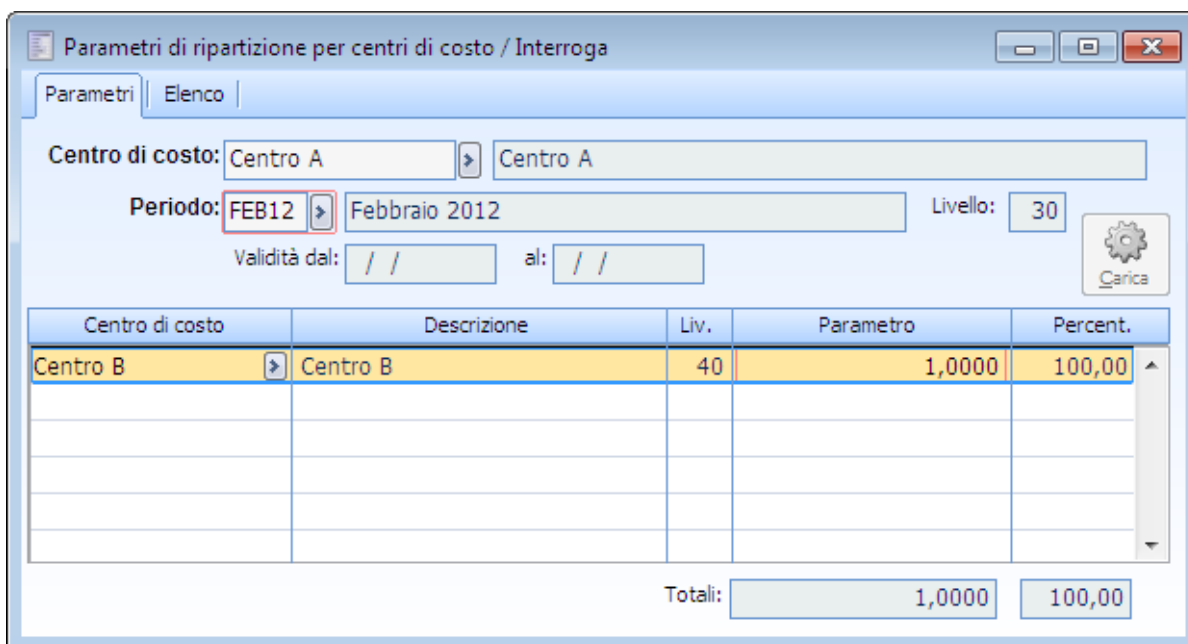 Parametri di ripartizione per centri di costo / Interroga
Parametri Elenco
Centro di costo: Centro A Centro A
Periodo: FEB12 Febbraio 2012 Livello: 30
Validità dal: / / al: / /
Carica
Centro di costo Descrizione Liv. Parametro Percent.
Centro B Centro B 40 1,0000 100,00
Totali: 1,0000 100,00